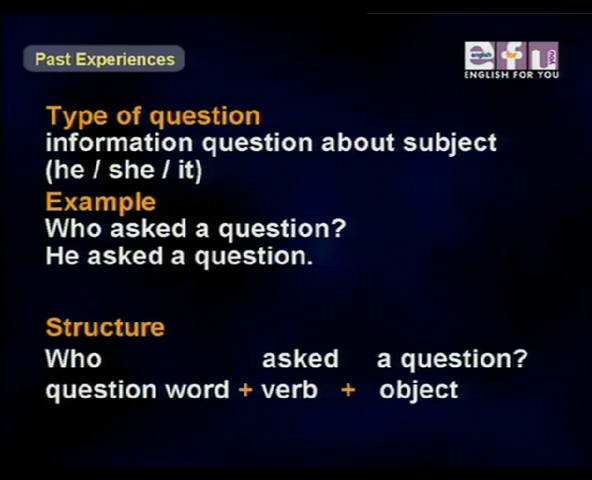 Past Experiences
efu
english for you
ENGLISH FOR YOU
Type of question
information question about subject
(he / she / it)
Example
Who asked a question?
He asked a question.
Structure
Who asked a question?
question word + verb + object